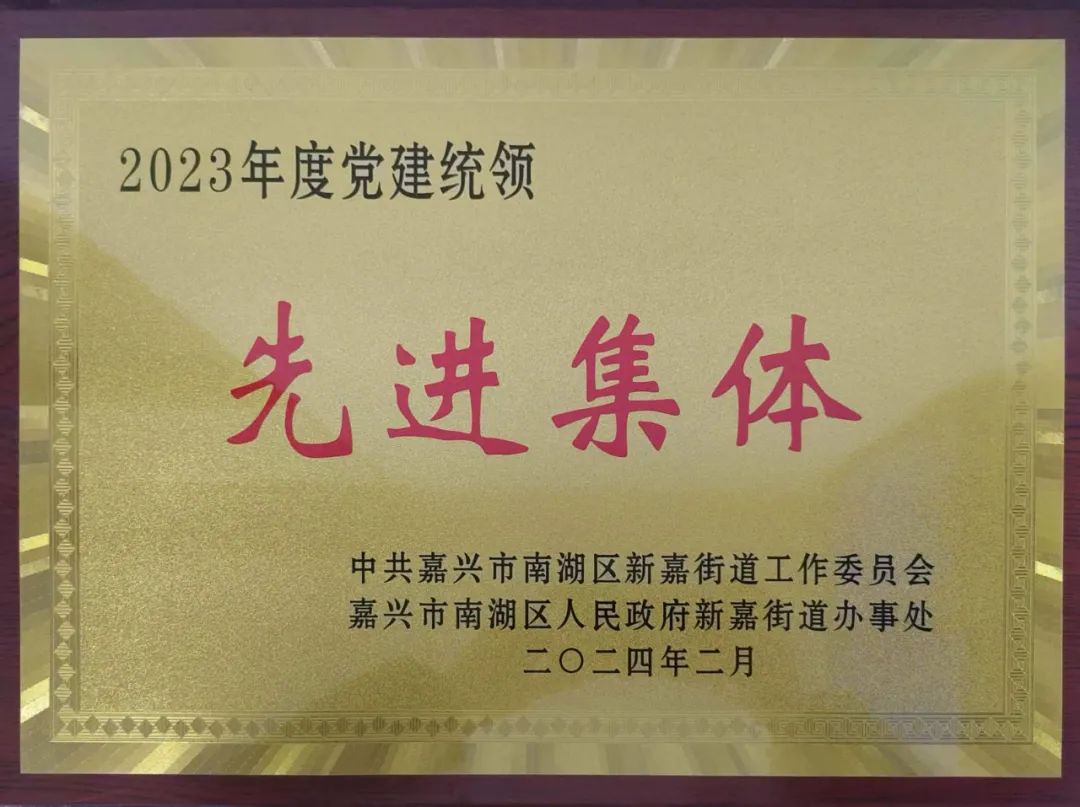 2023年度党建统领
先进集体
中共嘉兴市南湖区新嘉街道工作委员会
嘉兴市南湖区人民政府新嘉街道办事处
二〇二四年二月